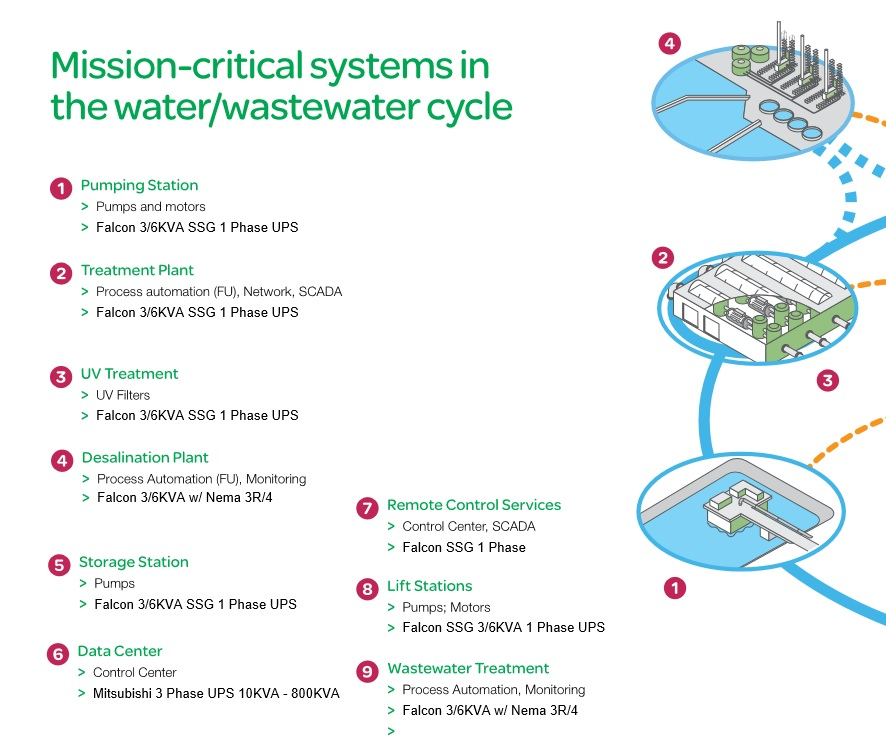 Mission-critical systems in
the water/wastewater cycle
1 Pumping Station
> Pumps and motors
> Falcon 3/6KVA SSG 1 Phase UPS
2 Treatment Plant
> Process automation (FU), Network, SCADA
> Falcon 3/6KVA SSG 1 Phase UPS
3 UV Treatment
> UV Filters
> Falcon 3/6KVA SSG 1 Phase UPS
4 Desalination Plant
> Process Automation (FU), Monitoring
> Falcon 3/6KVA w/ Nema 3R/4
5 Storage Station
> Pumps
> Falcon 3/6KVA SSG 1 Phase UPS
6 Data Center
> Control Center
> Mitsubishi 3 Phase UPS 10KVA - 800KVA
7 Remote Control Services
> Control Center, SCADA
> Falcon SSG 1 Phase
8 Lift Stations
> Pumps; Motors
> Falcon SSG 3/6KVA 1 Phase UPS
9 Wastewater Treatment
> Process Automation, Monitoring
> Falcon 3/6KVA w/ Nema 3R/4
>
4
2
3
1